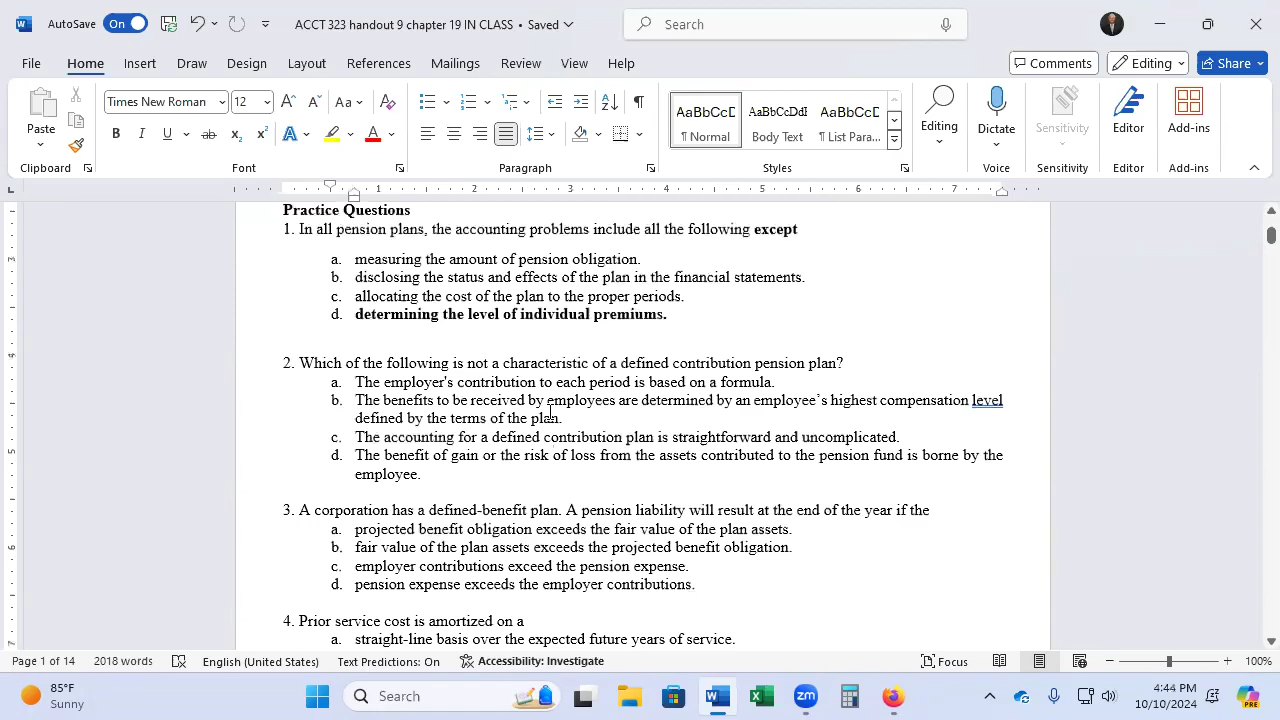 AutoSave On ACCT 323 handout 9 chapter 19 IN CLASS • Saved Search
File Home Insert Draw Design Layout References Mailings Review View Help Comments Editing Share
Paste Times New Roman 12 Aa AaBbCcD AaBbCcDdI AaBbCcD Editing Dictate Sensitivity Editor Add-ins
¶ Normal Body Text ¶ List Para...
Clipboard Font Paragraph Styles Voice Sensitivity Editor Add-ins
1 2 3 4 5 6 7
Practice Questions
1. In all pension plans, the accounting problems include all the following except
a. measuring the amount of pension obligation.
b. disclosing the status and effects of the plan in the financial statements.
c. allocating the cost of the plan to the proper periods.
d. determining the level of individual premiums.
2. Which of the following is not a characteristic of a defined contribution pension plan?
a. The employer's contribution to each period is based on a formula.
b. The benefits to be received by employees are determined by an employee’s highest compensation level
defined by the terms of the plan.
c. The accounting for a defined contribution plan is straightforward and uncomplicated.
d. The benefit of gain or the risk of loss from the assets contributed to the pension fund is borne by the
employee.
3. A corporation has a defined-benefit plan. A pension liability will result at the end of the year if the
a. projected benefit obligation exceeds the fair value of the plan assets.
b. fair value of the plan assets exceeds the projected benefit obligation.
c. employer contributions exceed the pension expense.
d. pension expense exceeds the employer contributions.
4. Prior service cost is amortized on a
a. straight-line basis over the expected future years of service.
Page 1 of 14 2018 words English (United States) Text Predictions: On Accessibility: Investigate Focus 100%
85°F
Sunny
Search
4:44 PM
10/10/2024